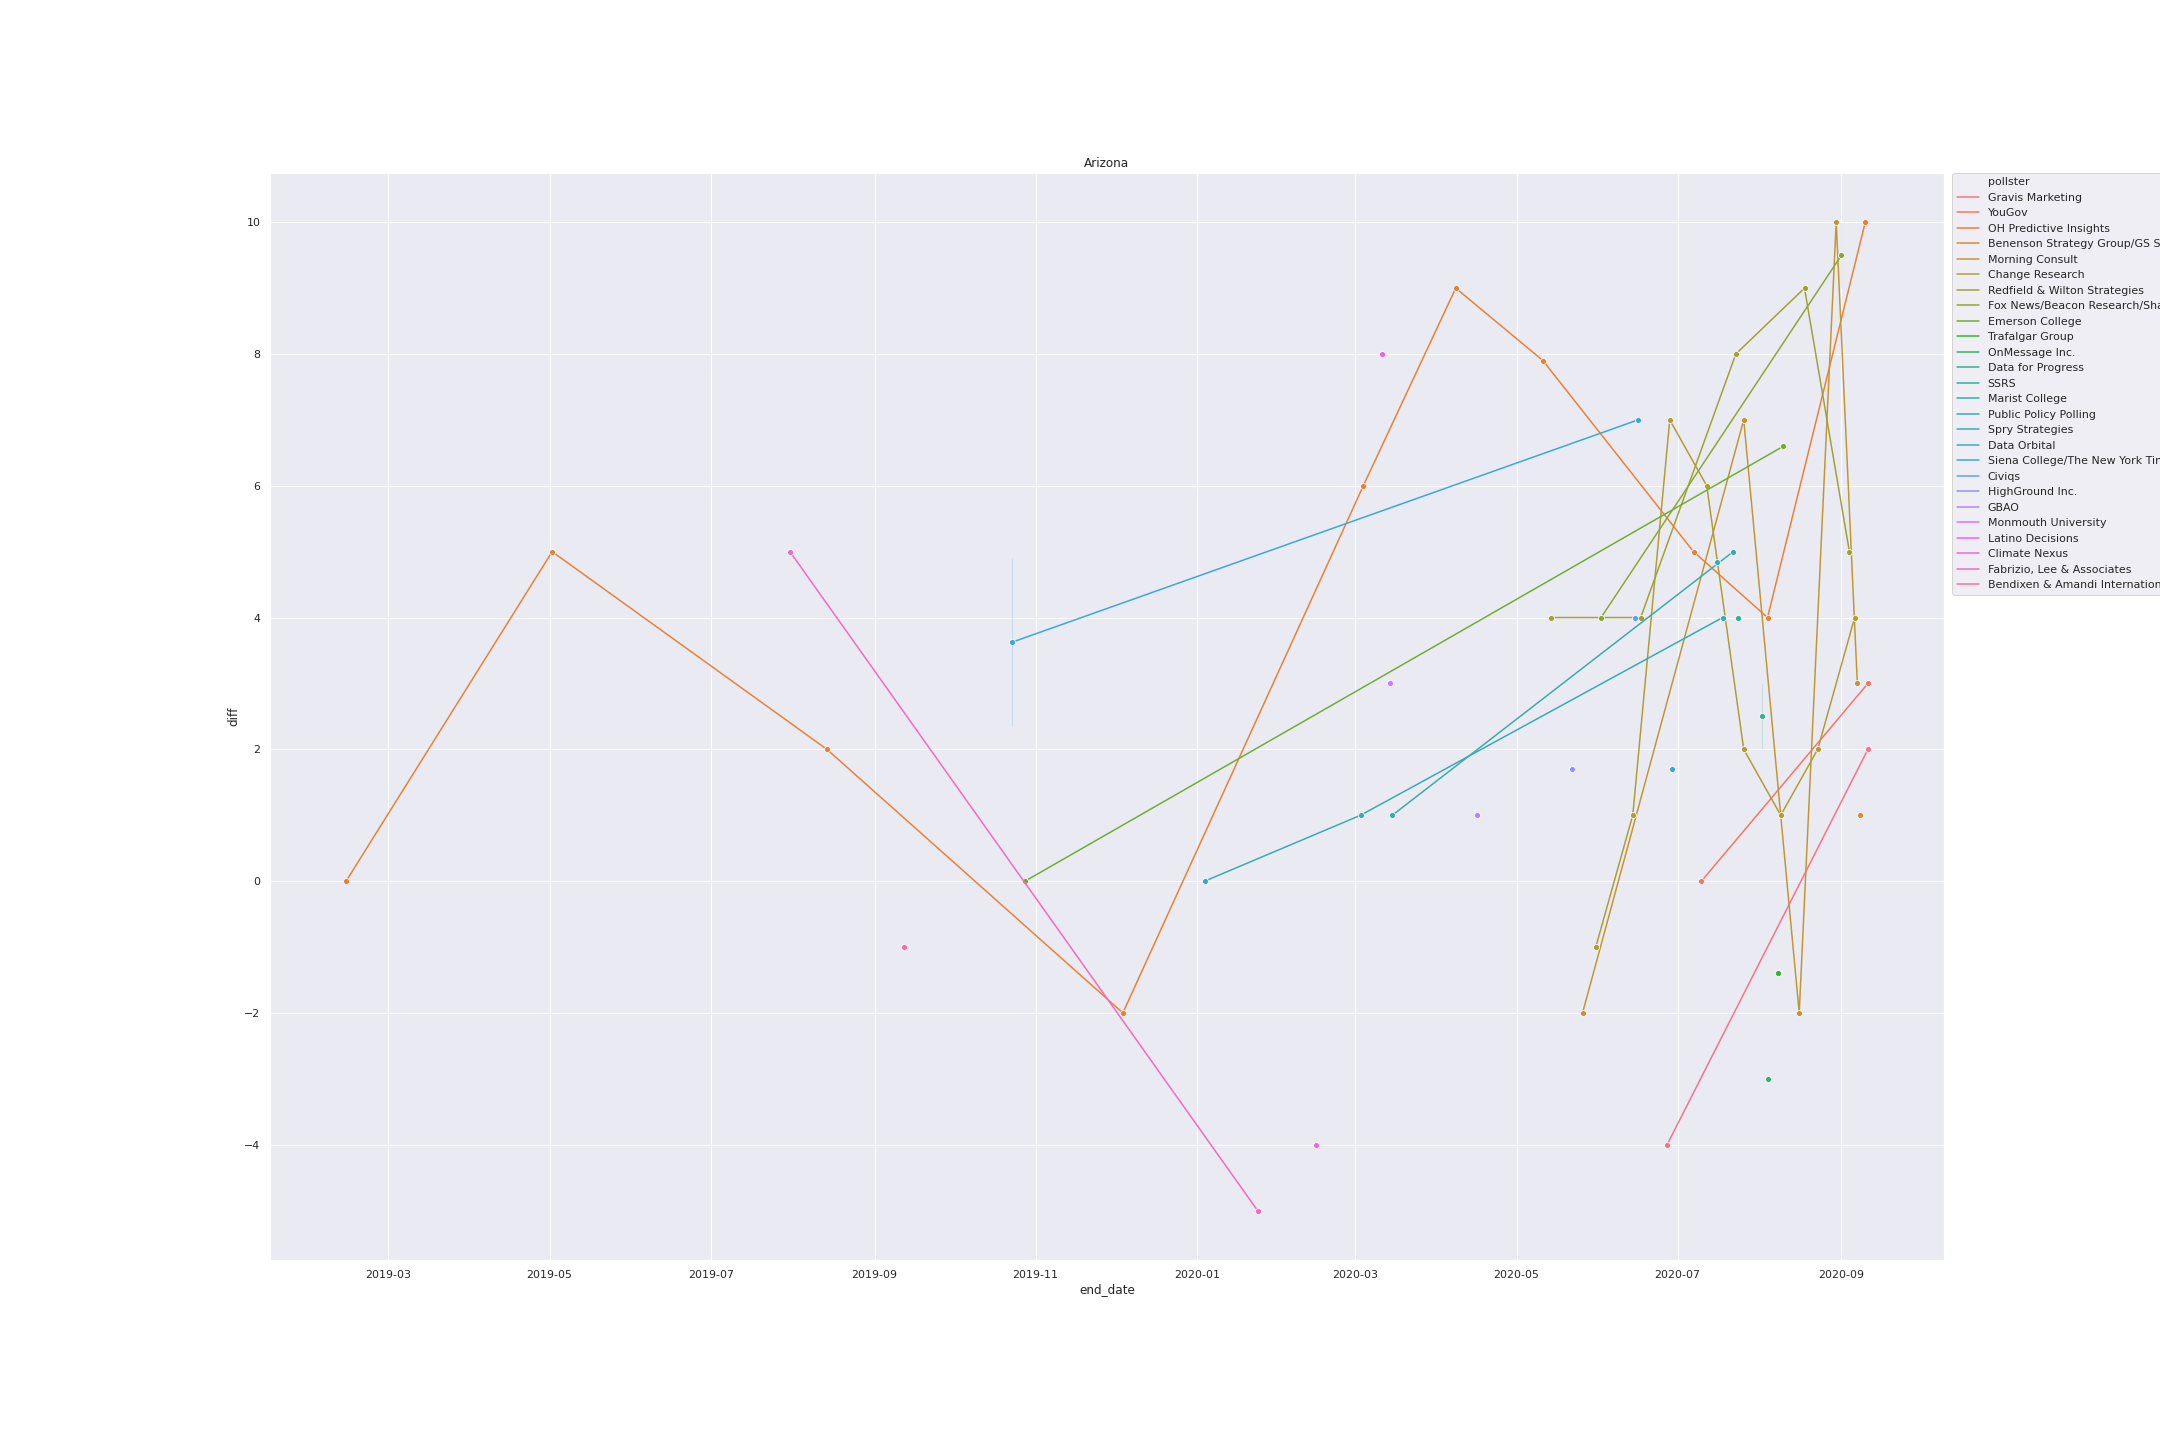 Arizona
10
8
6
4
2
0
−2
−4
diff
2019-03 2019-05 2019-07 2019-09 2019-11 2020-01 2020-03 2020-05 2020-07 2020-09
end_date
pollster
Gravis Marketing
YouGov
OH Predictive Insights
Benenson Strategy Group/GS S
Morning Consult
Change Research
Redfield & Wilton Strategies
Fox News/Beacon Research/Sha
Emerson College
Trafalgar Group
OnMessage Inc.
Data for Progress
SSRS
Marist College
Public Policy Polling
Spry Strategies
Data Orbital
Siena College/The New York Tim
Civiqs
HighGround Inc.
GBAO
Monmouth University
Latino Decisions
Climate Nexus
Fabrizio, Lee & Associates
Bendixen & Amandi Internation